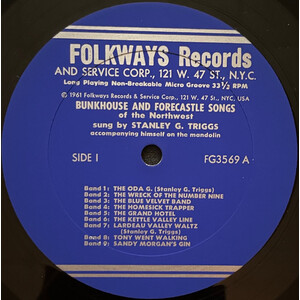 FOLKWAYS Records
AND SERVICE CORP., 121 W. 47 ST., N.Y.C.
Long Playing Non-Breakable Micro Groove 33⅓ RPM
© 1961 Folkways Records & Service Corp., 121 W. 47 ST., NYC, USA
BUNKHOUSE AND FORECASTLE SONGS
of the Northwest
sung by STANLEY G. TRIGGS
accompanying himself on the mandolin
SIDE I
FG3569 A
Band 1: THE ODA G. (Stanley G. Triggs)
Band 2: THE WRECK OF THE NUMBER NINE
Band 3: THE BLUE VELVET BAND
Band 4: THE HOMESICK TRAPPER
Band 5: THE GRAND HOTEL
Band 6: THE KETTLE VALLEY LINE
Band 7: LARDEAU VALLEY WALTZ
(Stanley G. Triggs)
Band 8: TONY WENT WALKING
Band 9: SANDY MORGAN'S GIN